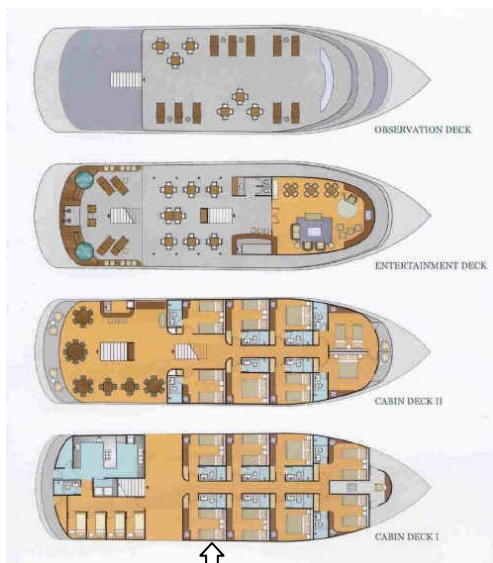 OBSERVATION DECK
ENTERTAINMENT DECK
CABIN DECK II
CABIN DECK I